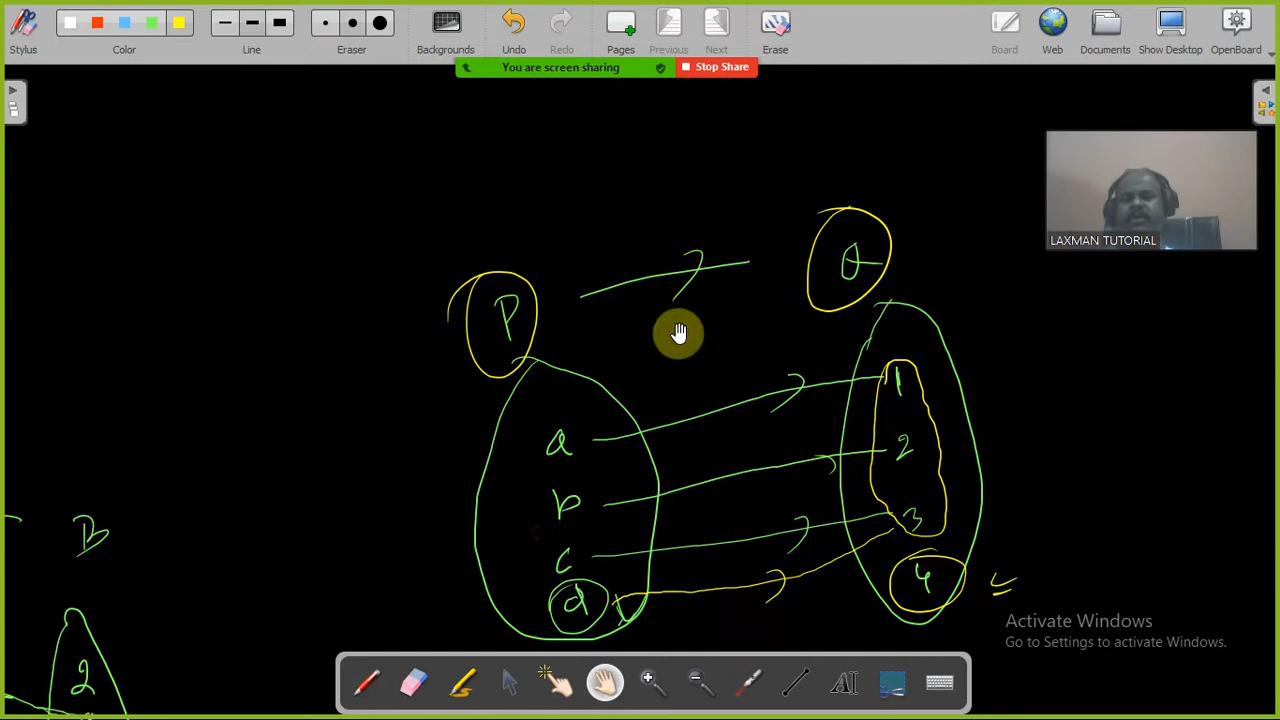 Stylus Color Line Eraser Backgrounds Undo Redo Pages Previous Next Erase Board Web Documents Show Desktop OpenBoard
You are screen sharing Stop Share
LAXMAN TUTORIAL
P
a 1
b 2
c 3
d 4
B
2
Activate Windows
Go to Settings to activate Windows.
AI